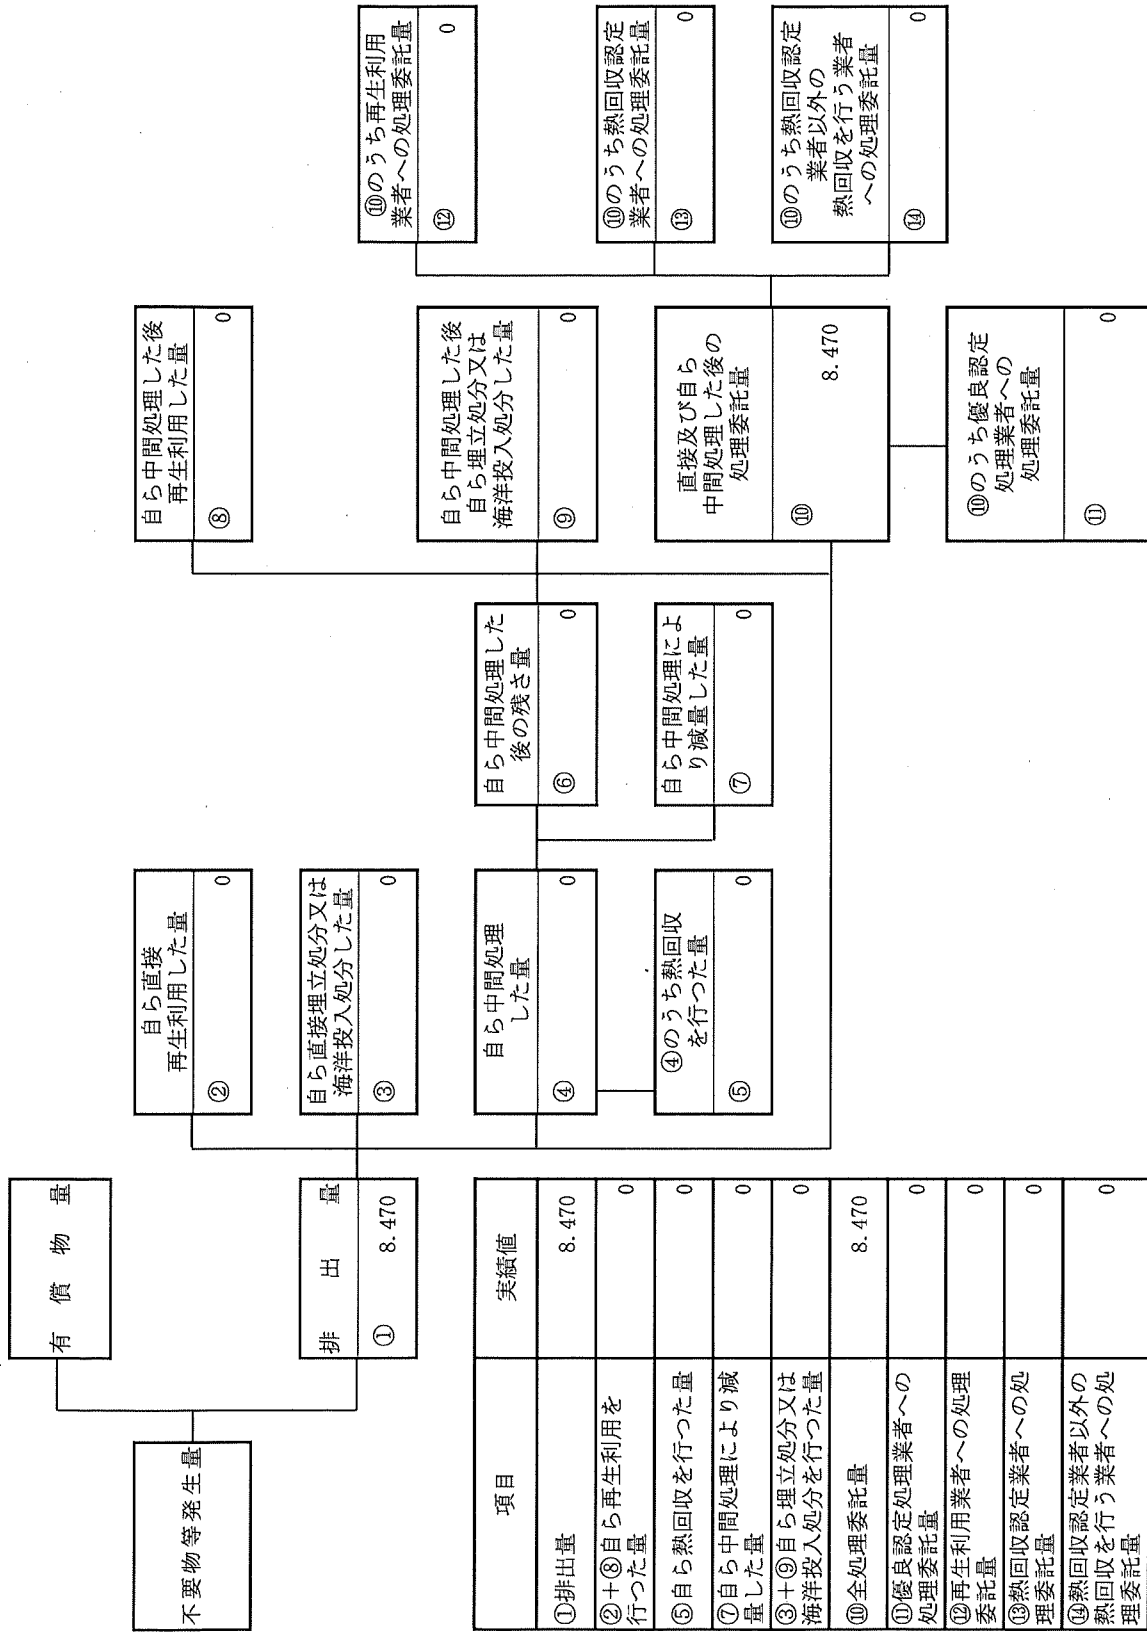 不要物等発生量
有償物量
排出量
① 8.470
自ら直接
再生利用した量
② 0
自ら直接埋立処分又は
海洋投入処分した量
③ 0
自ら中間処理
した量
④ 0
④のうち熱回収
を行つた量
⑤ 0
自ら中間処理した
後の残さ量
⑥ 0
自ら中間処理によ
り減量した量
⑦ 0
自ら中間処理した後
再生利用した量
⑧ 0
自ら中間処理した後
自ら埋立処分又は
海洋投入処分した量
⑨ 0
直接及び自ら
中間処理した後の
処理委託量
⑩ 8.470
⑩のうち優良認定
処理業者への
処理委託量
⑪ 0
⑩のうち再生利用
業者への処理委託量
⑫ 0
⑩のうち熱回収認定
業者への処理委託量
⑬ 0
⑩のうち熱回収認定
業者以外の
熱回収を行う業者
への処理委託量
⑭ 0
項目 実績値
①排出量 8.470
②+⑧自ら再生利用を
行つた量 0
⑤自ら熱回収を行つた量 0
⑦自ら中間処理により減
量した量 0
③+⑨自ら埋立処分又は
海洋投入処分を行つた量 0
⑩全処理委託量 8.470
⑪優良認定処理業者への
処理委託量 0
⑫再生利用業者への処理
委託量 0
⑬熱回収認定業者への処
理委託量 0
⑭熱回収認定業者以外の
熱回収を行う業者への処
理委託量 0